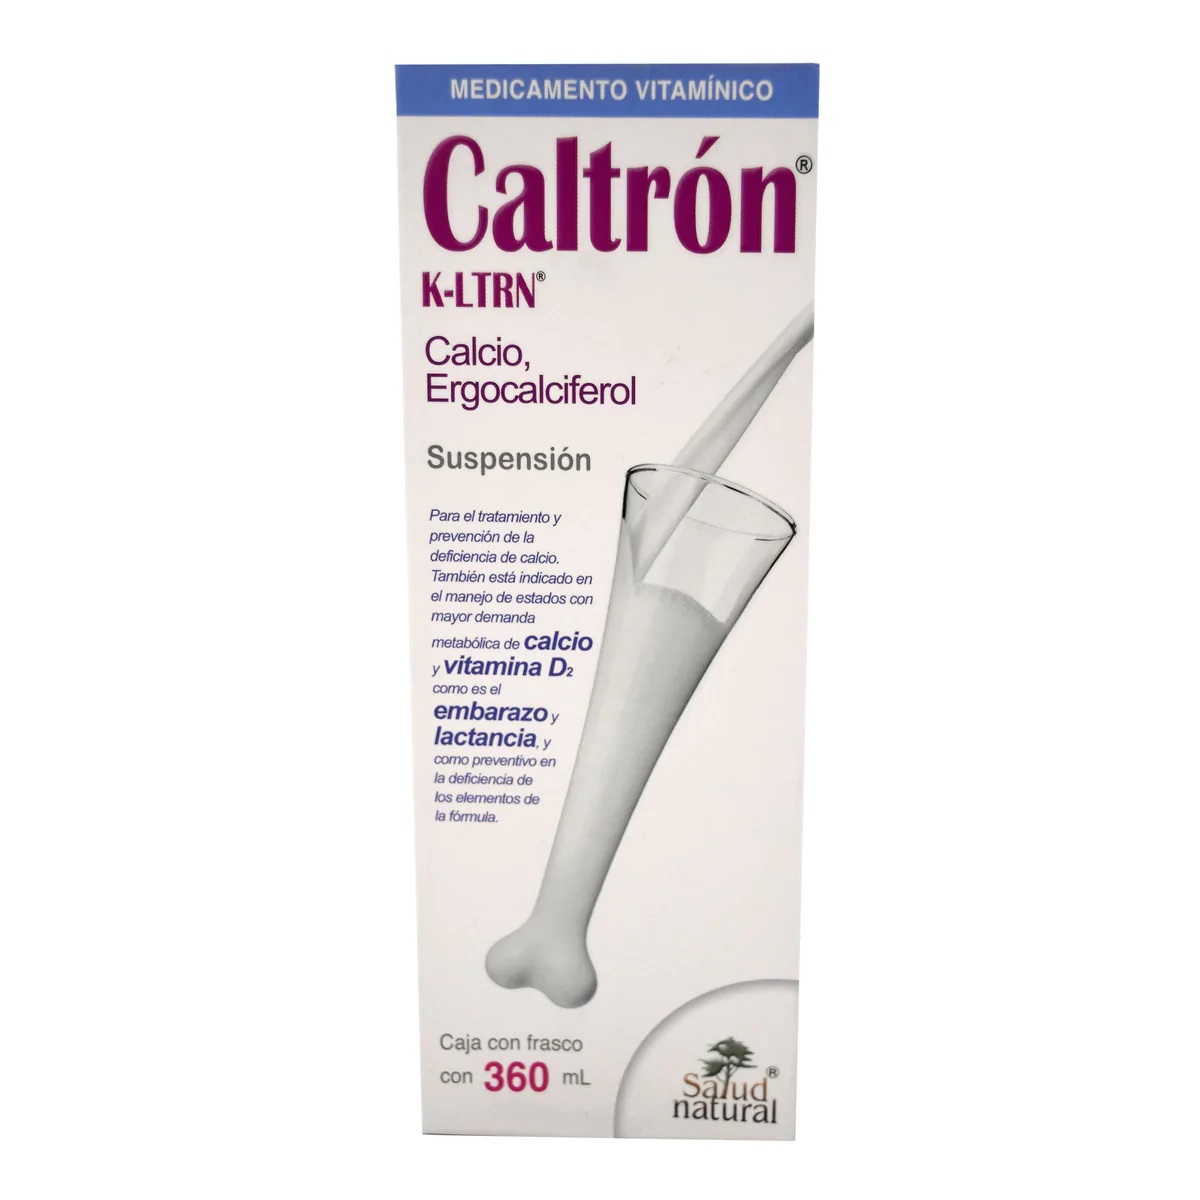 MEDICAMENTO VITAMÍNICO
Caltrón®
K-LTRN®
Calcio,
Ergocalciferol
Suspensión
Para el tratamiento y
prevención de la
deficiencia de calcio.
También está indicado en
el manejo de estados con
mayor demanda
metabólica de calcio
y vitamina D₂
como es el
embarazo y
lactancia, y
como preventivo en
la deficiencia de
los elementos de
la fórmula.
Caja con frasco
con 360 mL
Salud®
natural